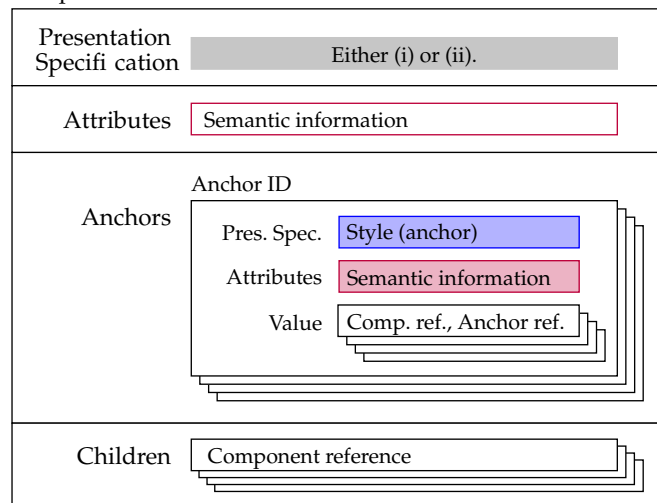 Presentation
Specifi cation
Either (i) or (ii).
Attributes
Semantic information
Anchor ID
Anchors
Pres. Spec.
Style (anchor)
Attributes
Semantic information
Value
Comp. ref., Anchor ref.
Children
Component reference